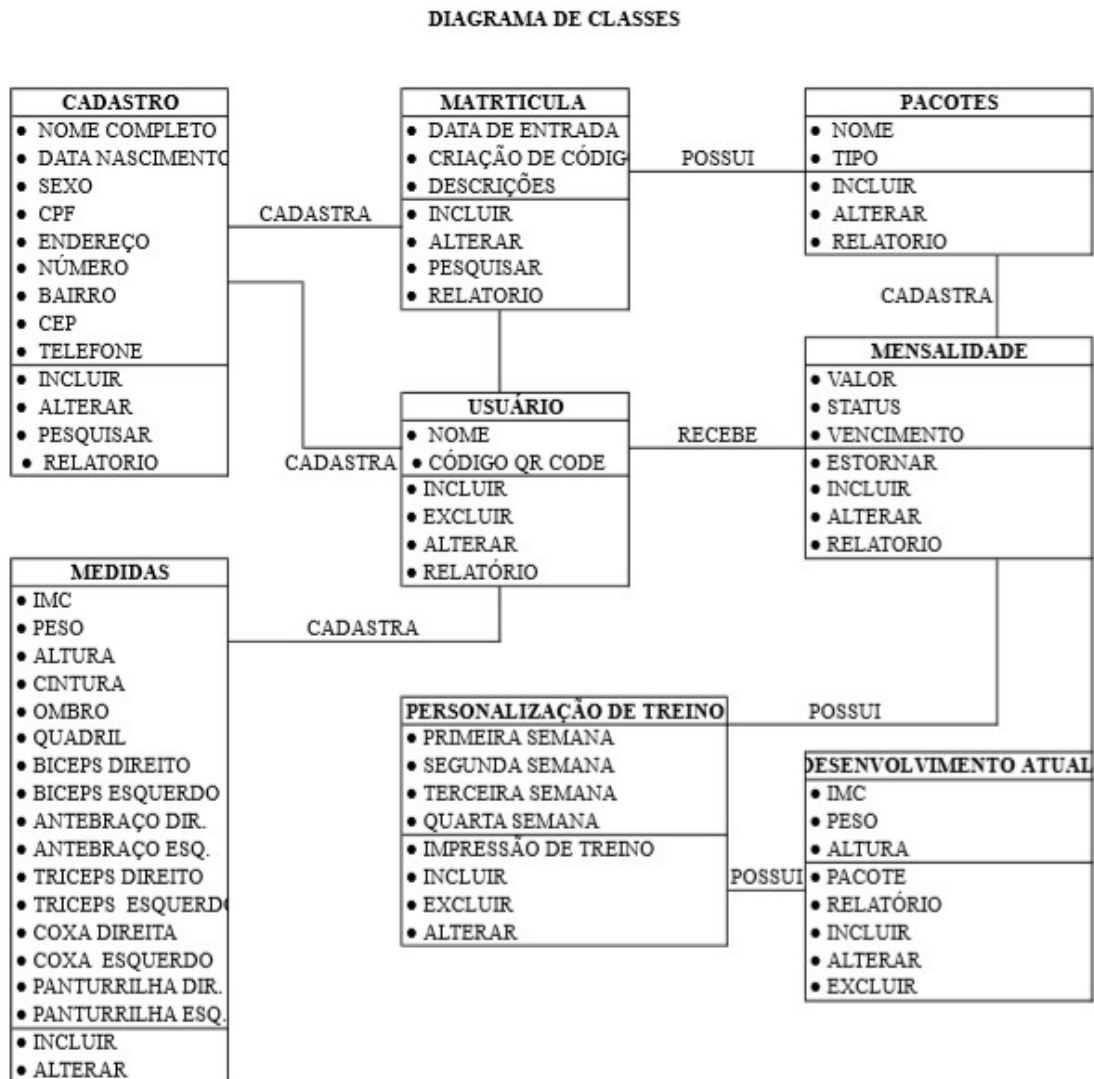 DIAGRAMA DE CLASSES
CADASTRO
• NOME COMPLETO
• DATA NASCIMENTO
• SEXO
• CPF
• ENDEREÇO
• NÚMERO
• BAIRRO
• CEP
• TELEFONE
• INCLUIR
• ALTERAR
• PESQUISAR
• RELATORIO
CADASTRA
CADASTRA
MATRTICULA
• DATA DE ENTRADA
• CRIAÇÃO DE CÓDIG
• DESCRIÇÕES
• INCLUIR
• ALTERAR
• PESQUISAR
• RELATORIO
POSSUI
PACOTES
• NOME
• TIPO
• INCLUIR
• ALTERAR
• RELATORIO
CADASTRA
USUÁRIO
• NOME
• CÓDIGO QR CODE
• INCLUIR
• EXCLUIR
• ALTERAR
• RELATÓRIO
RECEBE
MENSALIDADE
• VALOR
• STATUS
• VENCIMENTO
• ESTORNAR
• INCLUIR
• ALTERAR
• RELATORIO
MEDIDAS
• IMC
• PESO
• ALTURA
• CINTURA
• OMBRO
• QUADRIL
• BICEPS DIREITO
• BICEPS ESQUERDO
• ANTEBRAÇO DIR.
• ANTEBRAÇO ESQ.
• TRICEPS DIREITO
• TRICEPS ESQUERDO
• COXA DIREITA
• COXA ESQUERDO
• PANTURRILHA DIR.
• PANTURRILHA ESQ.
• INCLUIR
• ALTERAR
CADASTRA
PERSONALIZAÇÃO DE TREINO
• PRIMEIRA SEMANA
• SEGUNDA SEMANA
• TERCEIRA SEMANA
• QUARTA SEMANA
• IMPRESSÃO DE TREINO
• INCLUIR
• EXCLUIR
• ALTERAR
POSSUI
POSSUI
DESENVOLVIMENTO ATUAL
• IMC
• PESO
• ALTURA
• PACOTE
• RELATÓRIO
• INCLUIR
• ALTERAR
• EXCLUIR